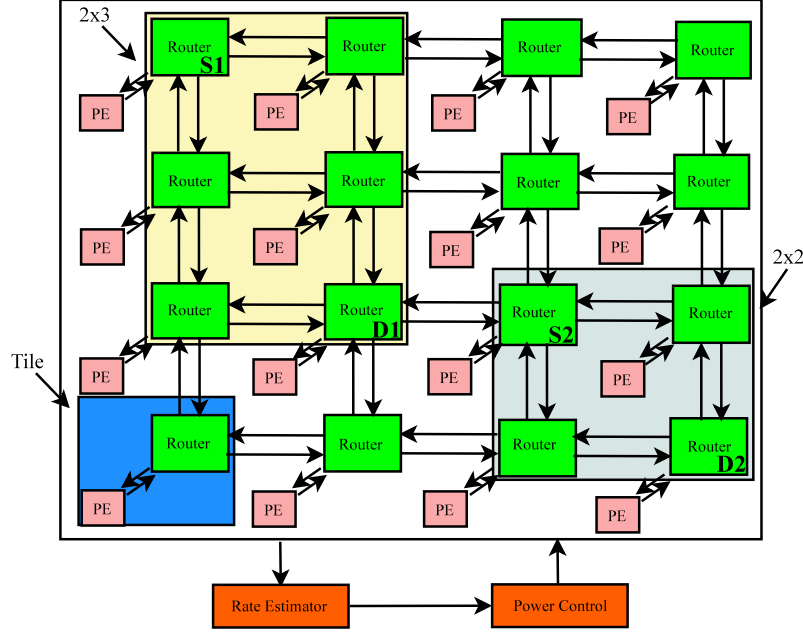 2x3
Router
S1
Router
Router
Router
PE
PE
PE
PE
Router
Router
Router
Router
PE
PE
PE
PE
2x2
Router
Router
D1
Router
S2
Router
Tile
PE
PE
PE
PE
Router
Router
Router
Router
D2
PE
PE
PE
PE
Rate Estimator
Power Control